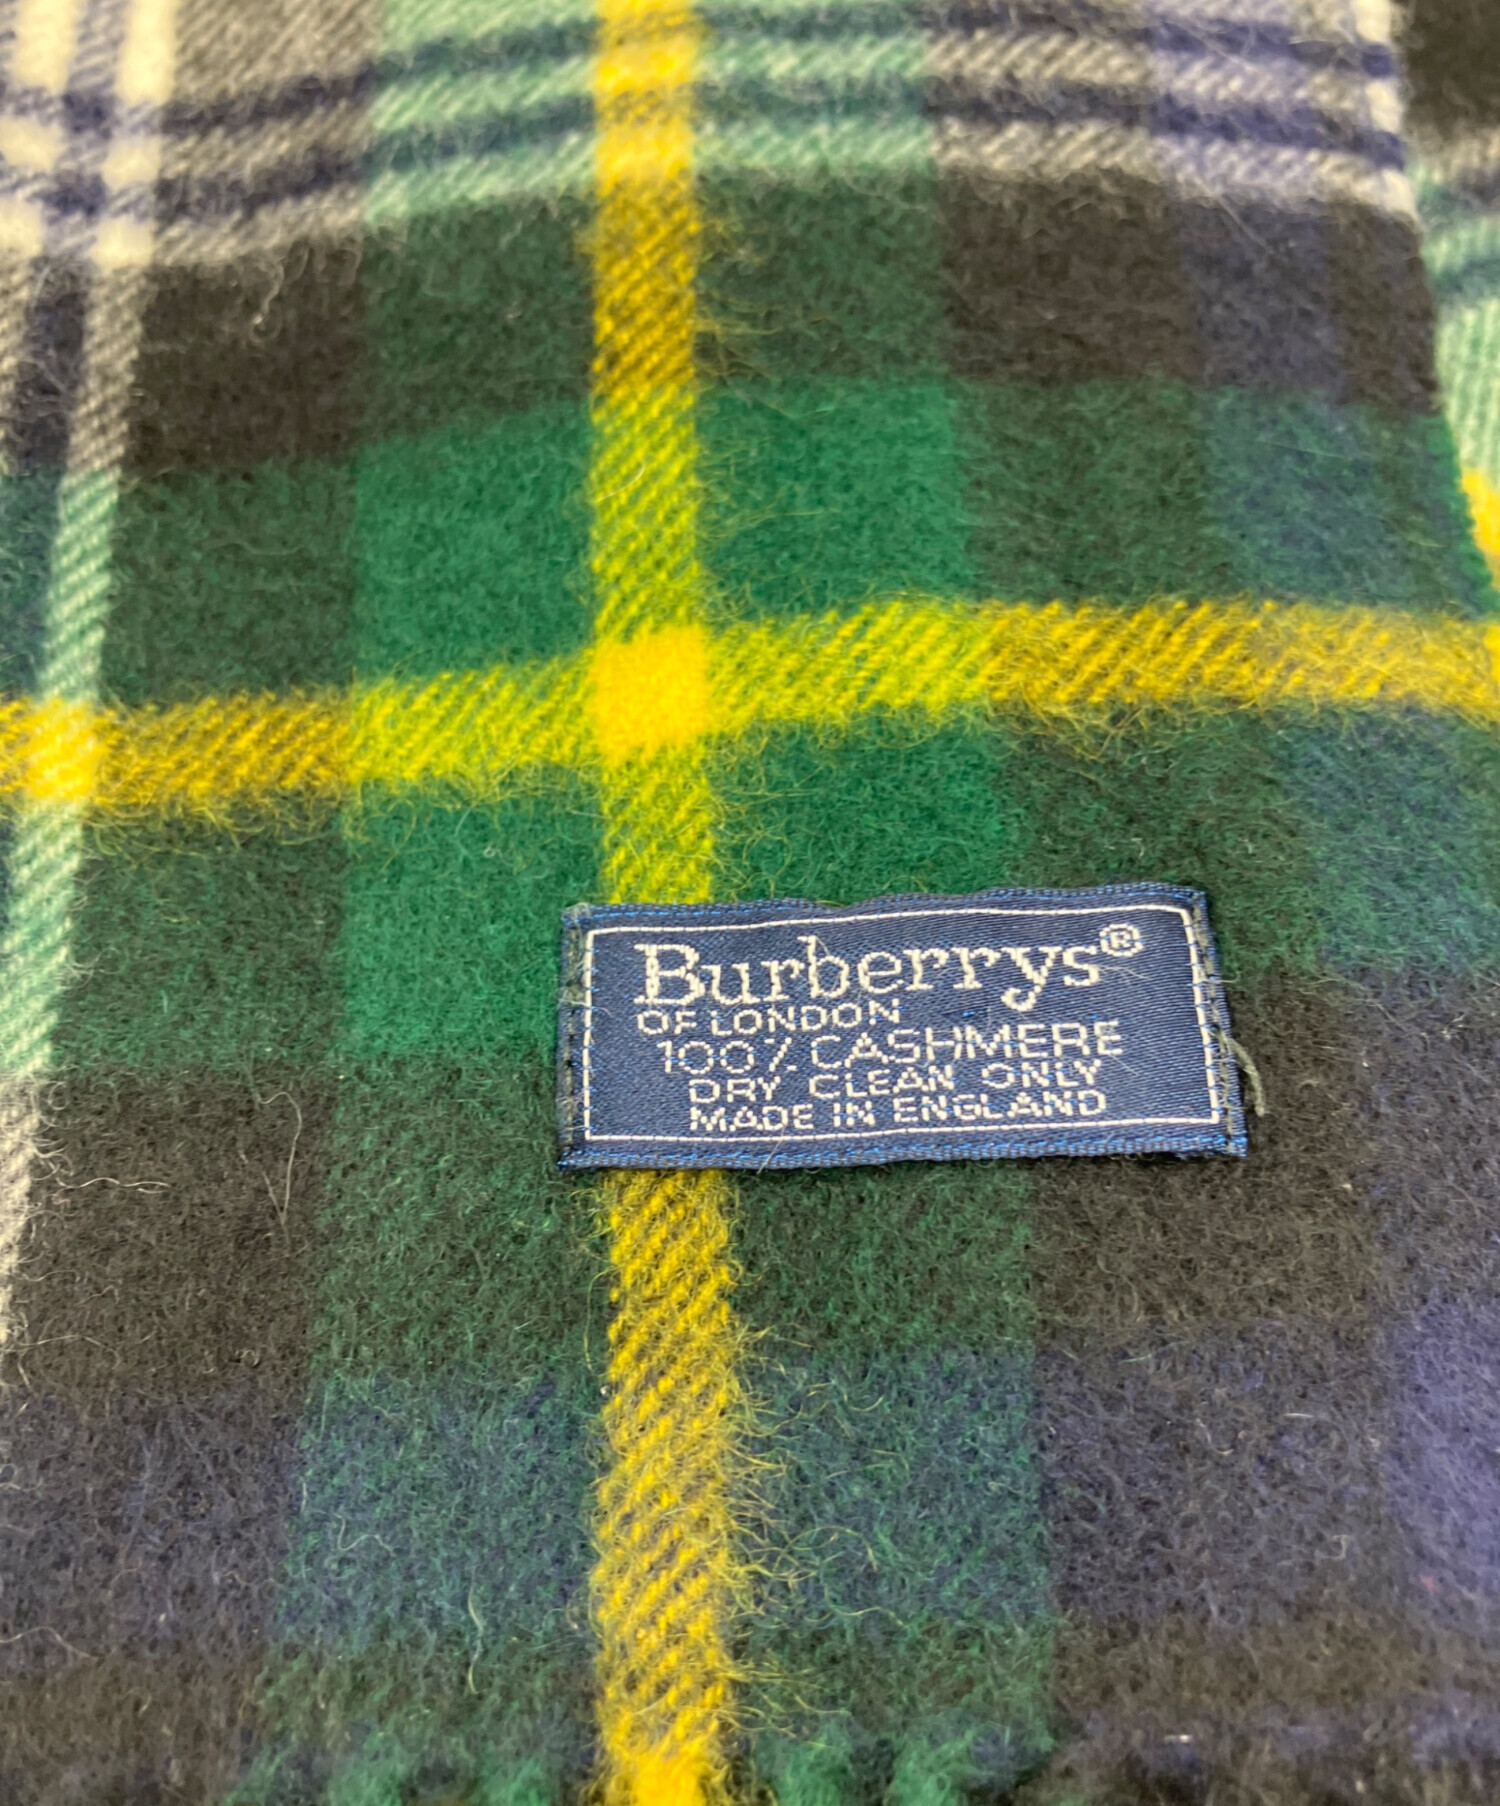 Burberrys®
OF LONDON
100% CASHMERE
DRY CLEAN ONLY
MADE IN ENGLAND